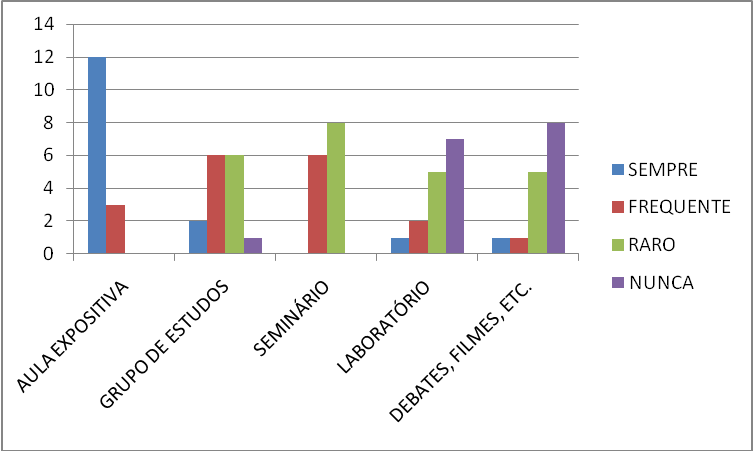 14
12
10
8
6
4
2
0
AULA EXPOSITIVA
GRUPO DE ESTUDOS
SEMINÁRIO
LABORATÓRIO
DEBATES, FILMES, ETC.
SEMPRE
FREQUENTE
RARO
NUNCA